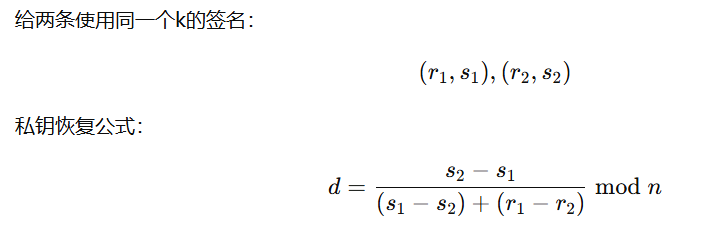 给两条使用同一个k的签名：
(r₁, s₁), (r₂, s₂)
私钥恢复公式：
d = \frac{s₂ − s₁}{(s₁ − s₂) + (r₁ − r₂)} mod n